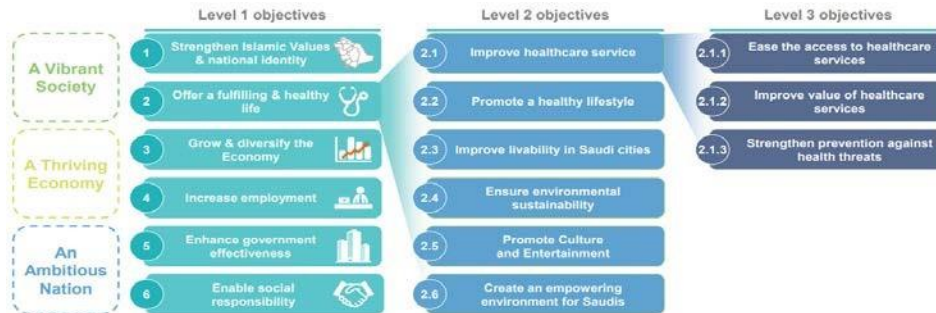 Level 1 objectives
Level 2 objectives
Level 3 objectives
A Vibrant
Society
A Thriving
Economy
An
Ambitious
Nation
1
Strengthen Islamic Values
& national identity
2
Offer a fulfilling & healthy
life
3
Grow & diversify the
Economy
4
Increase employment
5
Enhance government
effectiveness
6
Enable social
responsibility
2.1
Improve healthcare service
2.2
Promote a healthy lifestyle
2.3
Improve livability in Saudi cities
2.4
Ensure environmental
sustainability
2.5
Promote Culture
and Entertainment
2.6
Create an empowering
environment for Saudis
2.1.1
Ease the access to healthcare
services
2.1.2
Improve value of healthcare
services
2.1.3
Strengthen prevention against
health threats